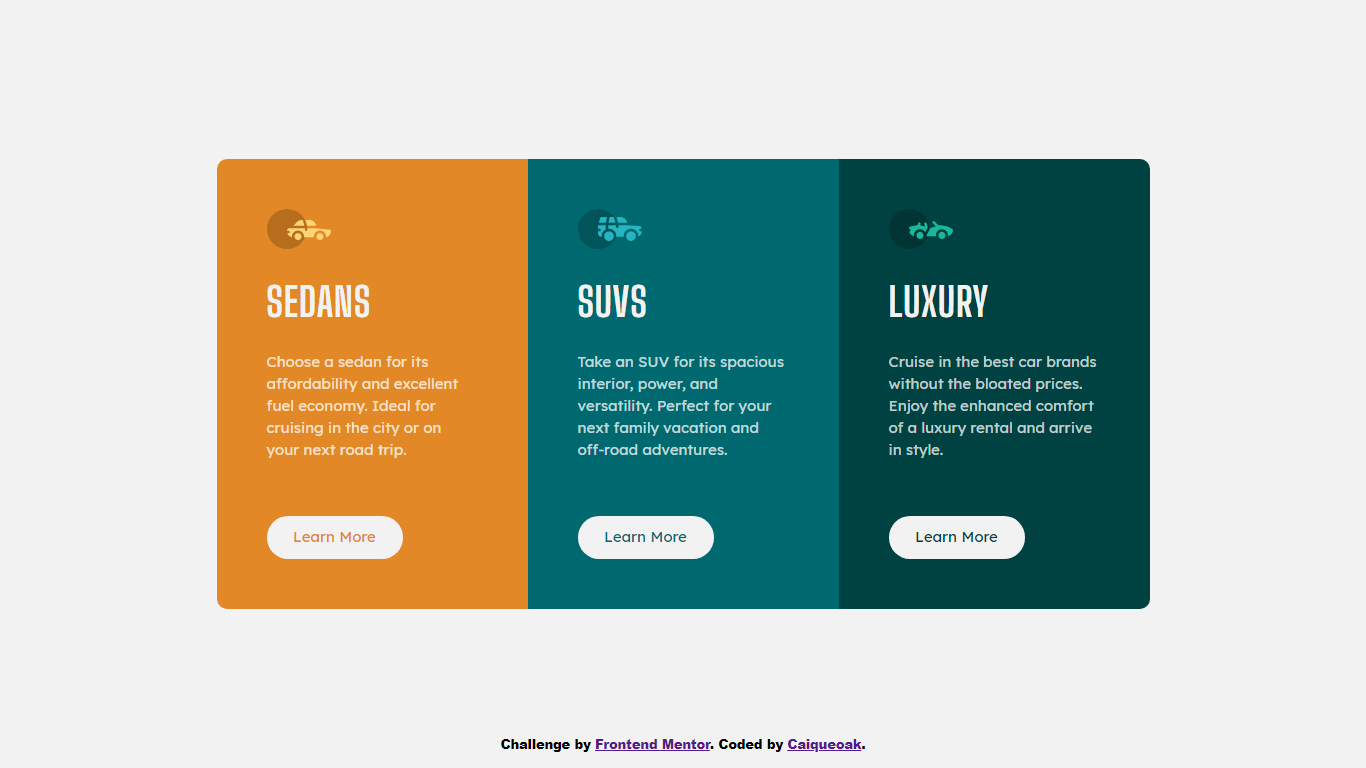 SEDANS
Choose a sedan for its
affordability and excellent
fuel economy. Ideal for
cruising in the city or on
your next road trip.
Learn More
SUVS
Take an SUV for its spacious
interior, power, and
versatility. Perfect for your
next family vacation and
off-road adventures.
Learn More
LUXURY
Cruise in the best car brands
without the bloated prices.
Enjoy the enhanced comfort
of a luxury rental and arrive
in style.
Learn More
Challenge by Frontend Mentor. Coded by Caiqueoak.